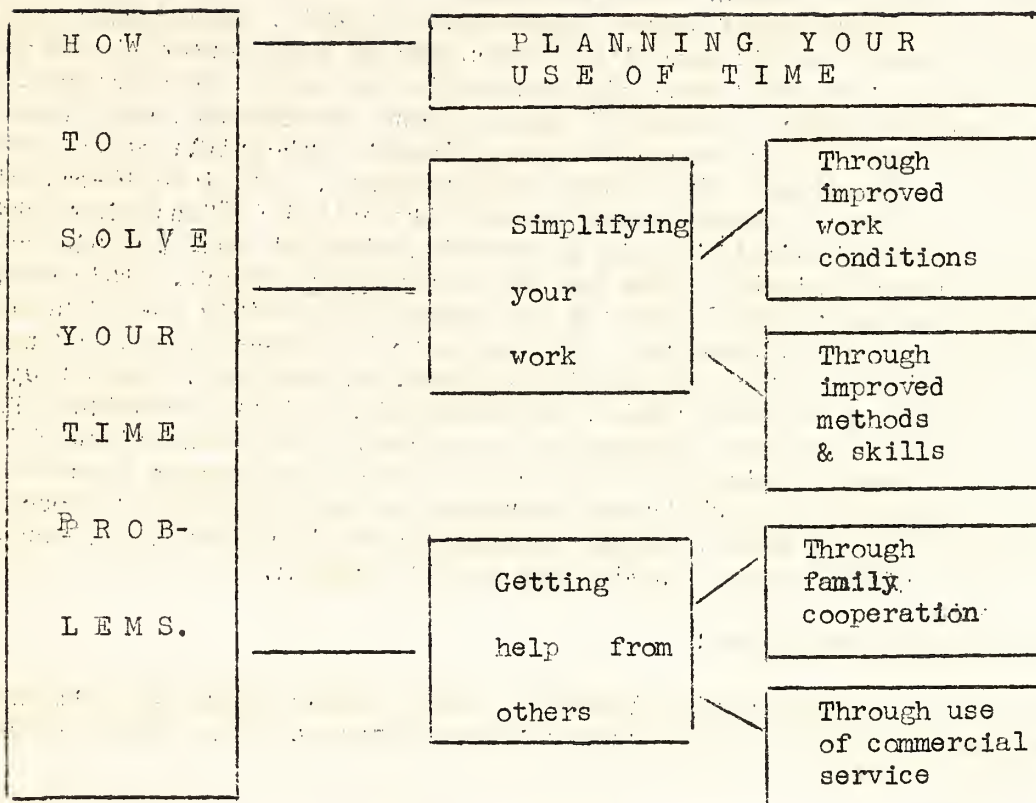 HOW
TO
SOLVE
YOUR
TIME
PROB-
LEMS.
PLANNING YOUR
USE OF TIME
Simplifying
your
work
Through
improved
work
conditions
Through
improved
methods
& skills
Getting
help from
others
Through
family
cooperation
Through use
of commercial
service